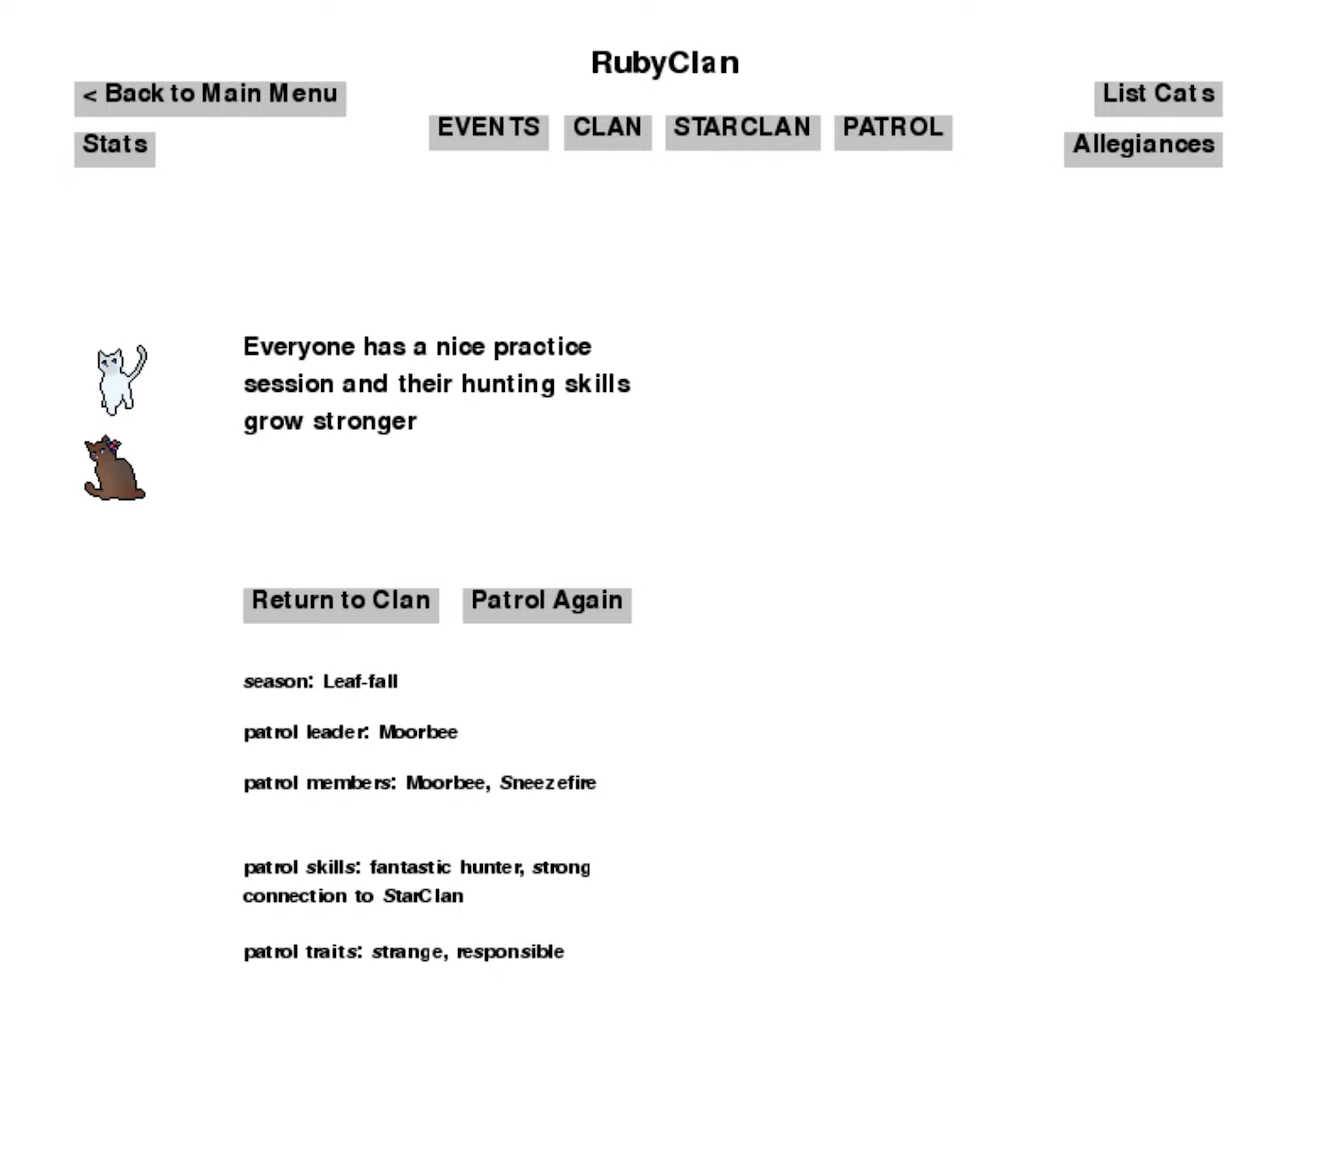 RubyClan
< Back to Main Menu
List Cats
EVENTS
CLAN
STARCLAN
PATROL
Stats
Allegiances
Everyone has a nice practice
session and their hunting skills
grow stronger
Return to Clan
Patrol Again
season: Leaf-fall
patrol leader: Moorbee
patrol members: Moorbee, Sneezefire
patrol skills: fantastic hunter, strong
connection to StarClan
patrol traits: strange, responsible